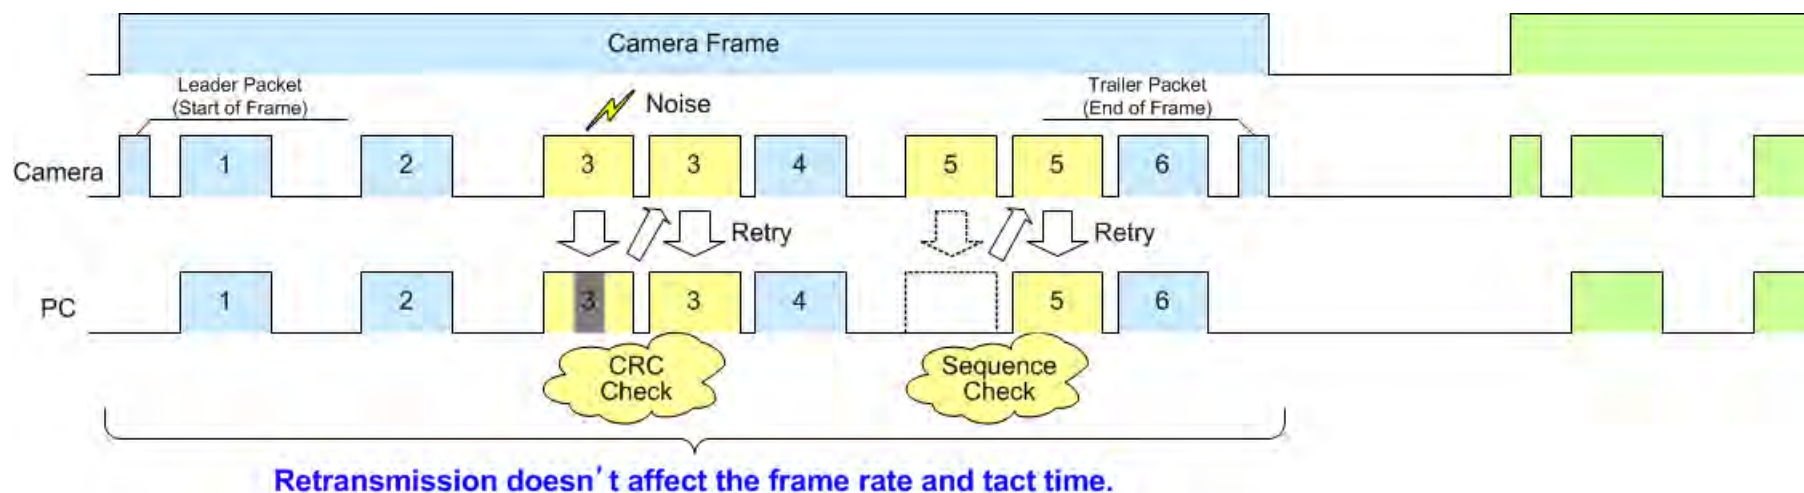 Camera Frame
Leader Packet
(Start of Frame)
Noise
Trailer Packet
(End of Frame)
Camera
1
2
3
3
4
5
5
6
Retry
Retry
PC
1
2
3
3
4
5
6
CRC
Check
Sequence
Check
Retransmission doesn't affect the frame rate and tact time.